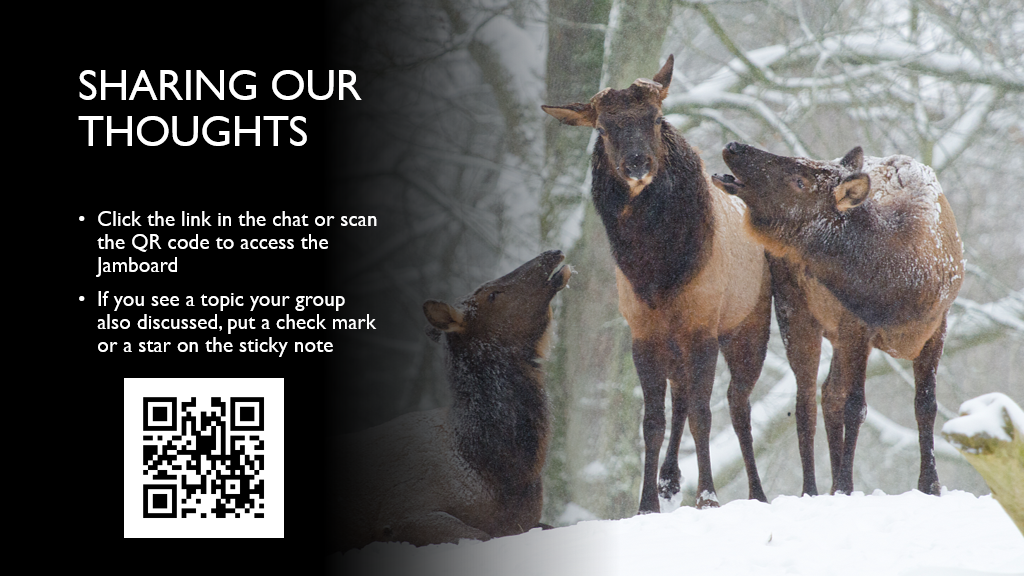 SHARING OUR
THOUGHTS
• Click the link in the chat or scan
the QR code to access the
Jamboard
• If you see a topic your group
also discussed, put a check mark
or a star on the sticky note